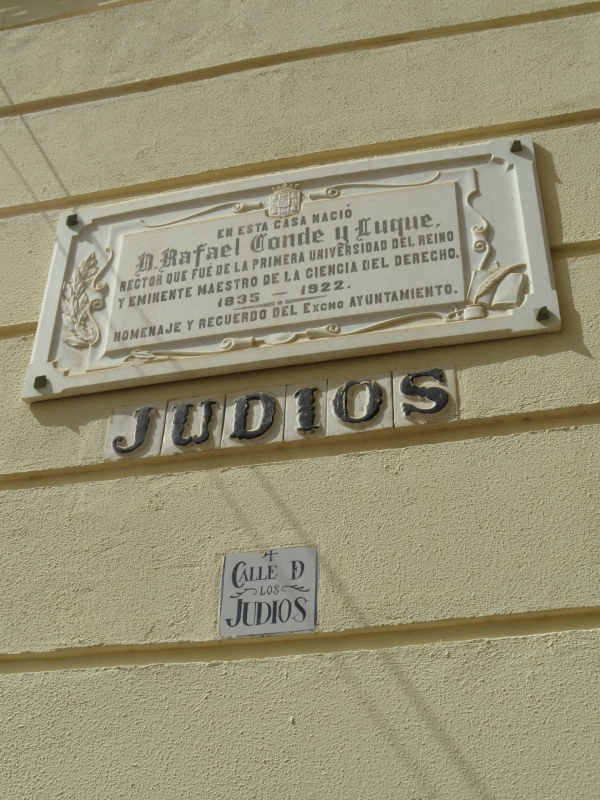 EN ESTA CASA NACIÓ
D. Rafael Conde y Luque,
RECTOR QUE FUÉ DE LA PRIMERA UNIVERSIDAD DEL REINO
Y EMINENTE MAESTRO DE LA CIENCIA DEL DERECHO.
1835 — 1922.
HOMENAJE Y RECUERDO DEL EXCMO AYUNTAMIENTO.
JUDIOS
CALLE D
LOS
JUDIOS